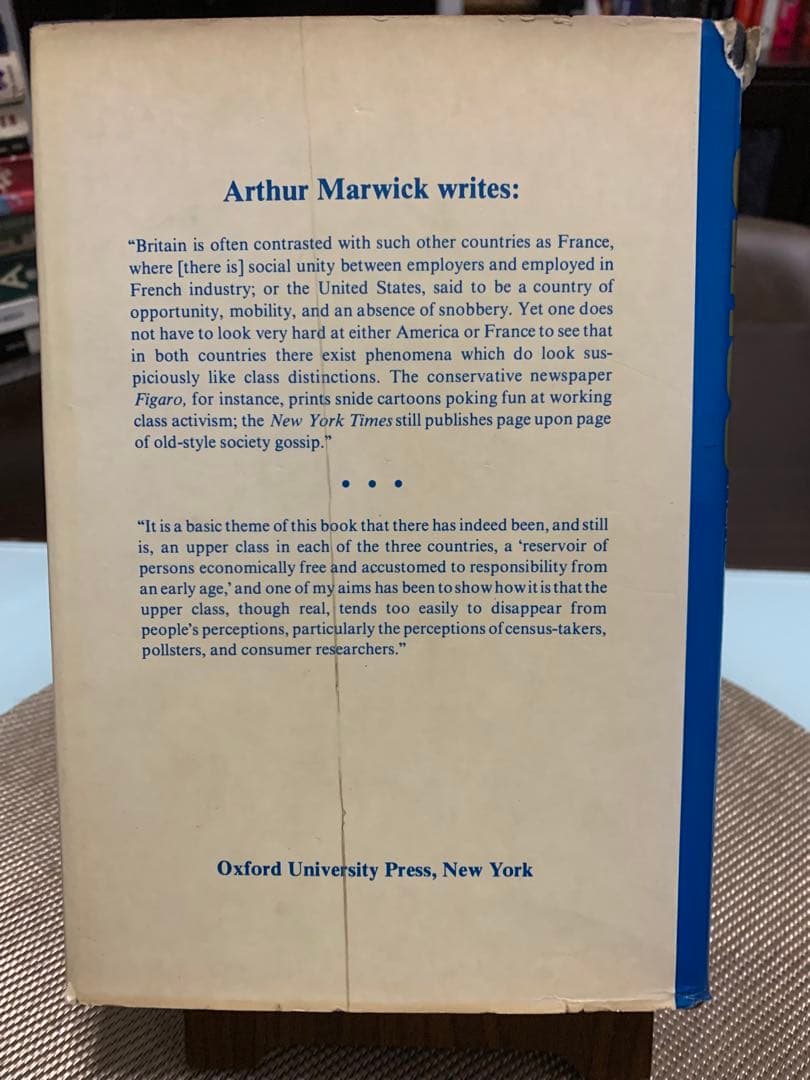 Arthur Marwick writes:
“Britain is often contrasted with such other countries as France,
where [there is] social unity between employers and employed in
French industry; or the United States, said to be a country of
opportunity, mobility, and an absence of snobbery. Yet one does
not have to look very hard at either America or France to see that
in both countries there exist phenomena which do look sus-
piciously like class distinctions. The conservative newspaper
Figaro, for instance, prints snide cartoons poking fun at working
class activism; the New York Times still publishes page upon page
of old-style society gossip.”
• • •
“It is a basic theme of this book that there has indeed been, and still
is, an upper class in each of the three countries, a ‘reservoir of
persons economically free and accustomed to responsibility from
an early age,’ and one of my aims has been to show how it is that the
upper class, though real, tends too easily to disappear from
people’s perceptions, particularly the perceptions of census-takers,
pollsters, and consumer researchers.”
Oxford University Press, New York